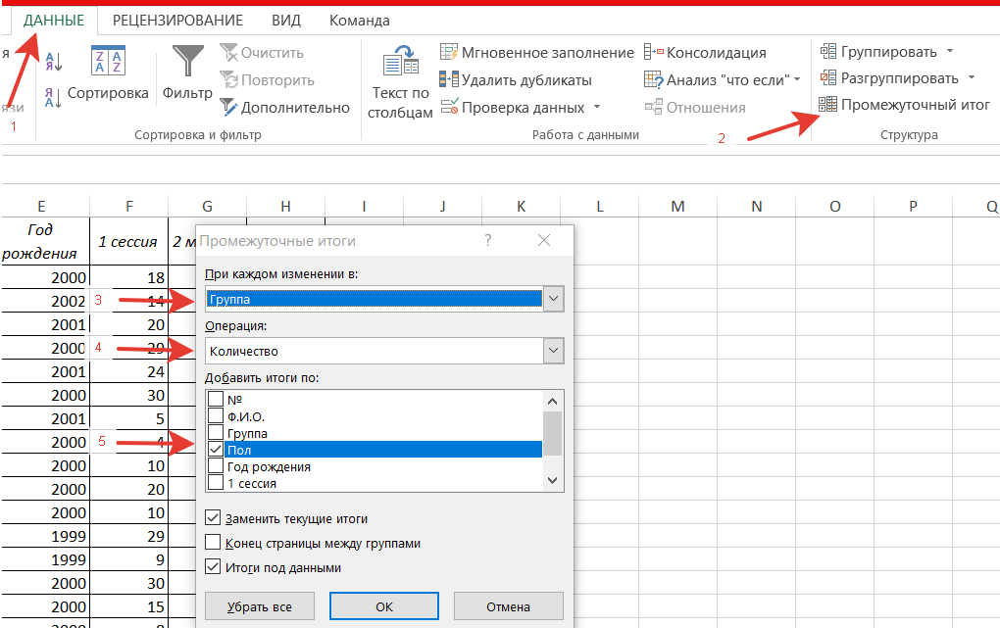 ДАННЫЕ РЕЦЕНЗИРОВАНИЕ ВИД Команда
я
язи
1
А Я
Я А
Z A A Z
Сортировка
Фильтр
Очистить
Повторить
Дополнительно
Сортировка и фильтр
Текст по
столбцам
Мгновенное заполнение
Удалить дубликаты
Проверка данных
Консолидация
Анализ "что если"
Отношения
Работа с данными
2
Группировать
Разгруппировать
Промежуточный итог
Структура
E F G H I J K L M N O P Q
Год
рождения
1 сессия 2 м
2000 18
2002 14
2001 20
2000 29
2001 24
2000 30
2001 5
2000 4
2000 10
2000 20
2000 10
1999 29
1999 9
2000 30
2000 15
Промежуточные итоги ?
При каждом изменении в:
3
Группа
Операция:
4
Количество
Добавить итоги по:
№
Ф.И.О.
Группа
5
Пол
Год рождения
1 сессия
Заменить текущие итоги
Конец страницы между группами
Итоги под данными
Убрать все ОК Отмена